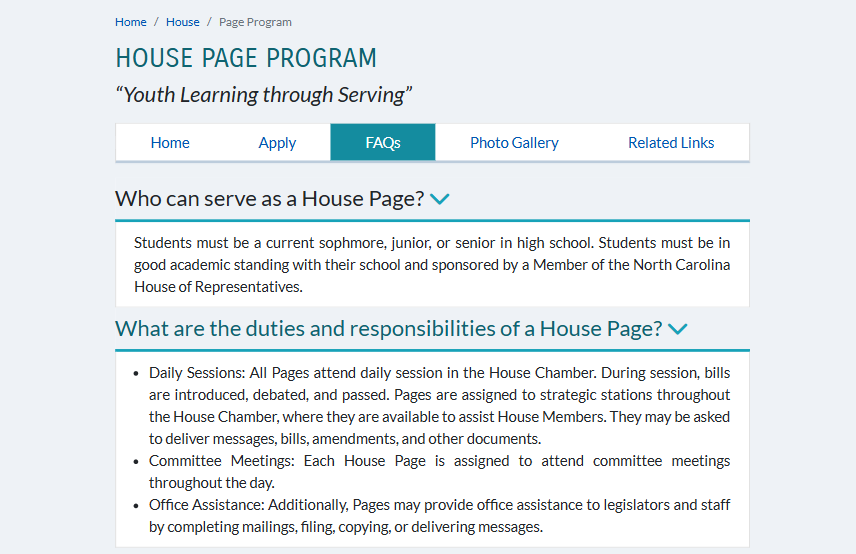 Home / House / Page Program
HOUSE PAGE PROGRAM
“Youth Learning through Serving”
Home Apply FAQs Photo Gallery Related Links
Who can serve as a House Page?
Students must be a current sophmore, junior, or senior in high school. Students must be in
good academic standing with their school and sponsored by a Member of the North Carolina
House of Representatives.
What are the duties and responsibilities of a House Page?
• Daily Sessions: All Pages attend daily session in the House Chamber. During session, bills
are introduced, debated, and passed. Pages are assigned to strategic stations throughout
the House Chamber, where they are available to assist House Members. They may be asked
to deliver messages, bills, amendments, and other documents.
• Committee Meetings: Each House Page is assigned to attend committee meetings
throughout the day.
• Office Assistance: Additionally, Pages may provide office assistance to legislators and staff
by completing mailings, filing, copying, or delivering messages.